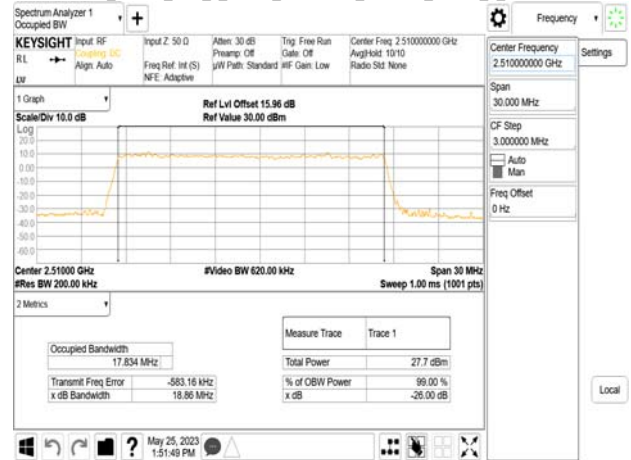 Spectrum Analyzer 1
Occupied BW
Frequency
KEYSIGHT
RL
Input: RF
Coupling: DC
Align: Auto
Input Z: 50 Ω
Freq Ref: Int (S)
NFE: Adaptive
Atten: 30 dB
Preamp: Off
µW Path: Standard
Trig: Free Run
Gate: Off
#IF Gain: Low
Center Freq: 2.510000000 GHz
Avg|Hold: 10/10
Radio Std: None
Center Frequency
2.510000000 GHz
Settings
Span
30.000 MHz
CF Step
3.000000 MHz
Auto
Man
Freq Offset
0 Hz
Local
1 Graph
Scale/Div 10.0 dB
Ref Lvl Offset 15.96 dB
Ref Value 30.00 dBm
Log
20.0
10.0
0.00
-10.0
-20.0
-30.0
-40.0
-50.0
-60.0
Center 2.51000 GHz
#Res BW 200.00 kHz
#Video BW 620.00 kHz
Span 30 MHz
Sweep 1.00 ms (1001 pts)
2 Metrics
Measure Trace Trace 1
Occupied Bandwidth
17.834 MHz
Total Power 27.7 dBm
Transmit Freq Error -583.16 kHz
% of OBW Power 99.00 %
x dB Bandwidth 18.86 MHz
x dB -26.00 dB
May 25, 2023
1:51:49 PM